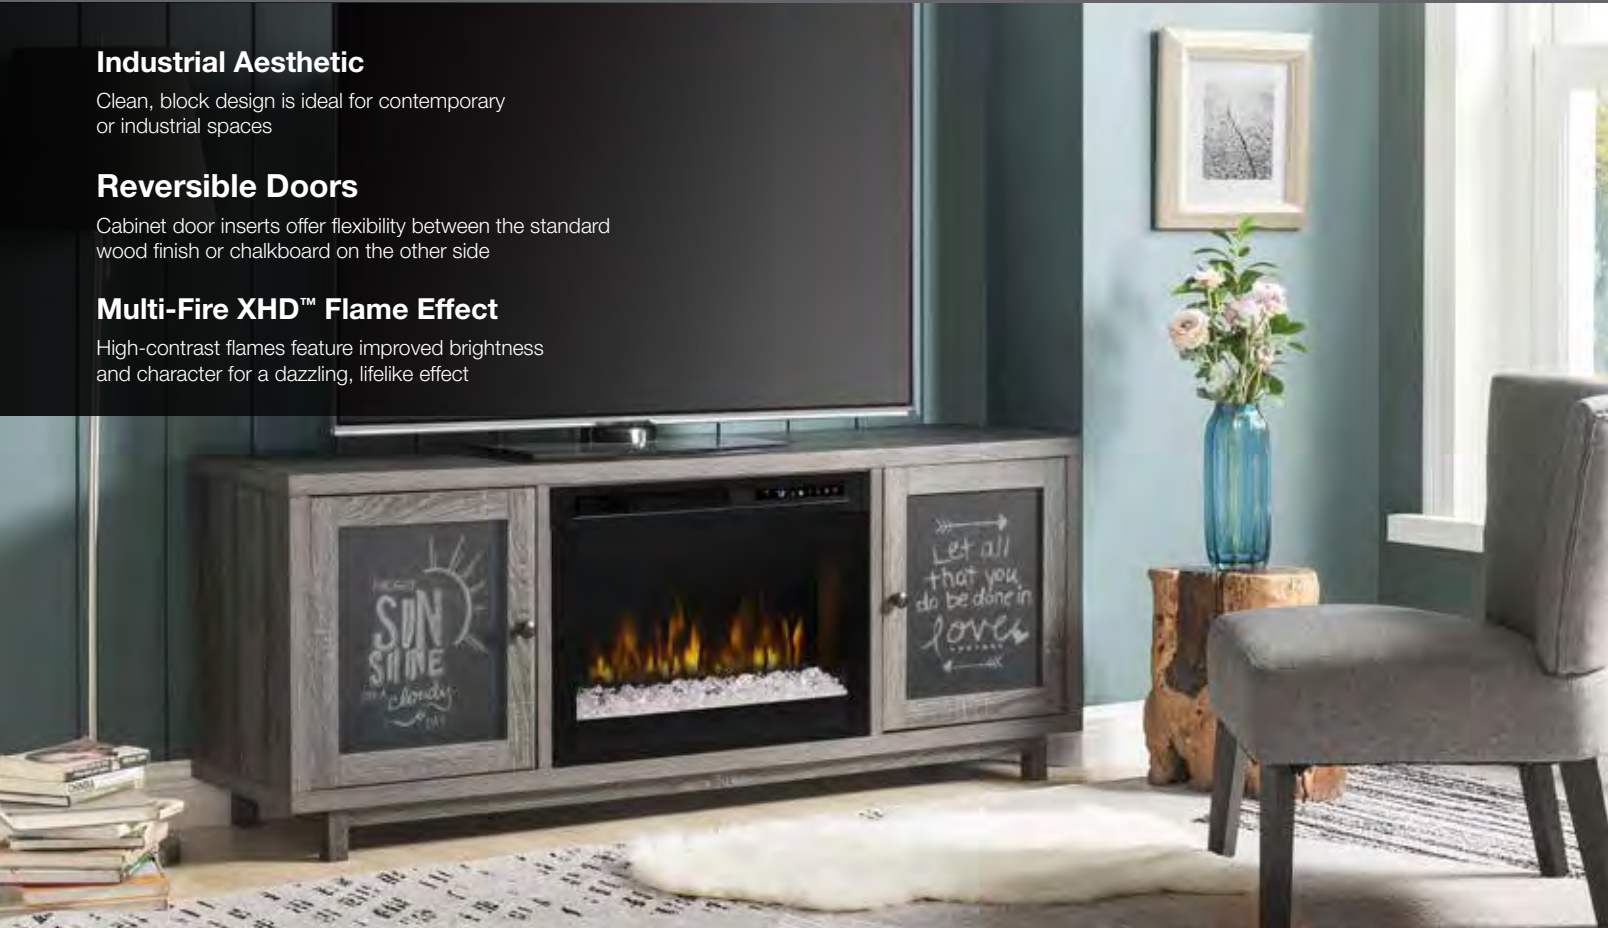 Industrial Aesthetic
Clean, block design is ideal for contemporary
or industrial spaces
Reversible Doors
Cabinet door inserts offer flexibility between the standard
wood finish or chalkboard on the other side
Multi-Fire XHD™ Flame Effect
High-contrast flames feature improved brightness
and character for a dazzling, lifelike effect
SUN
SHINE
cloudy
DAY
Let all
that you
do be done in
love